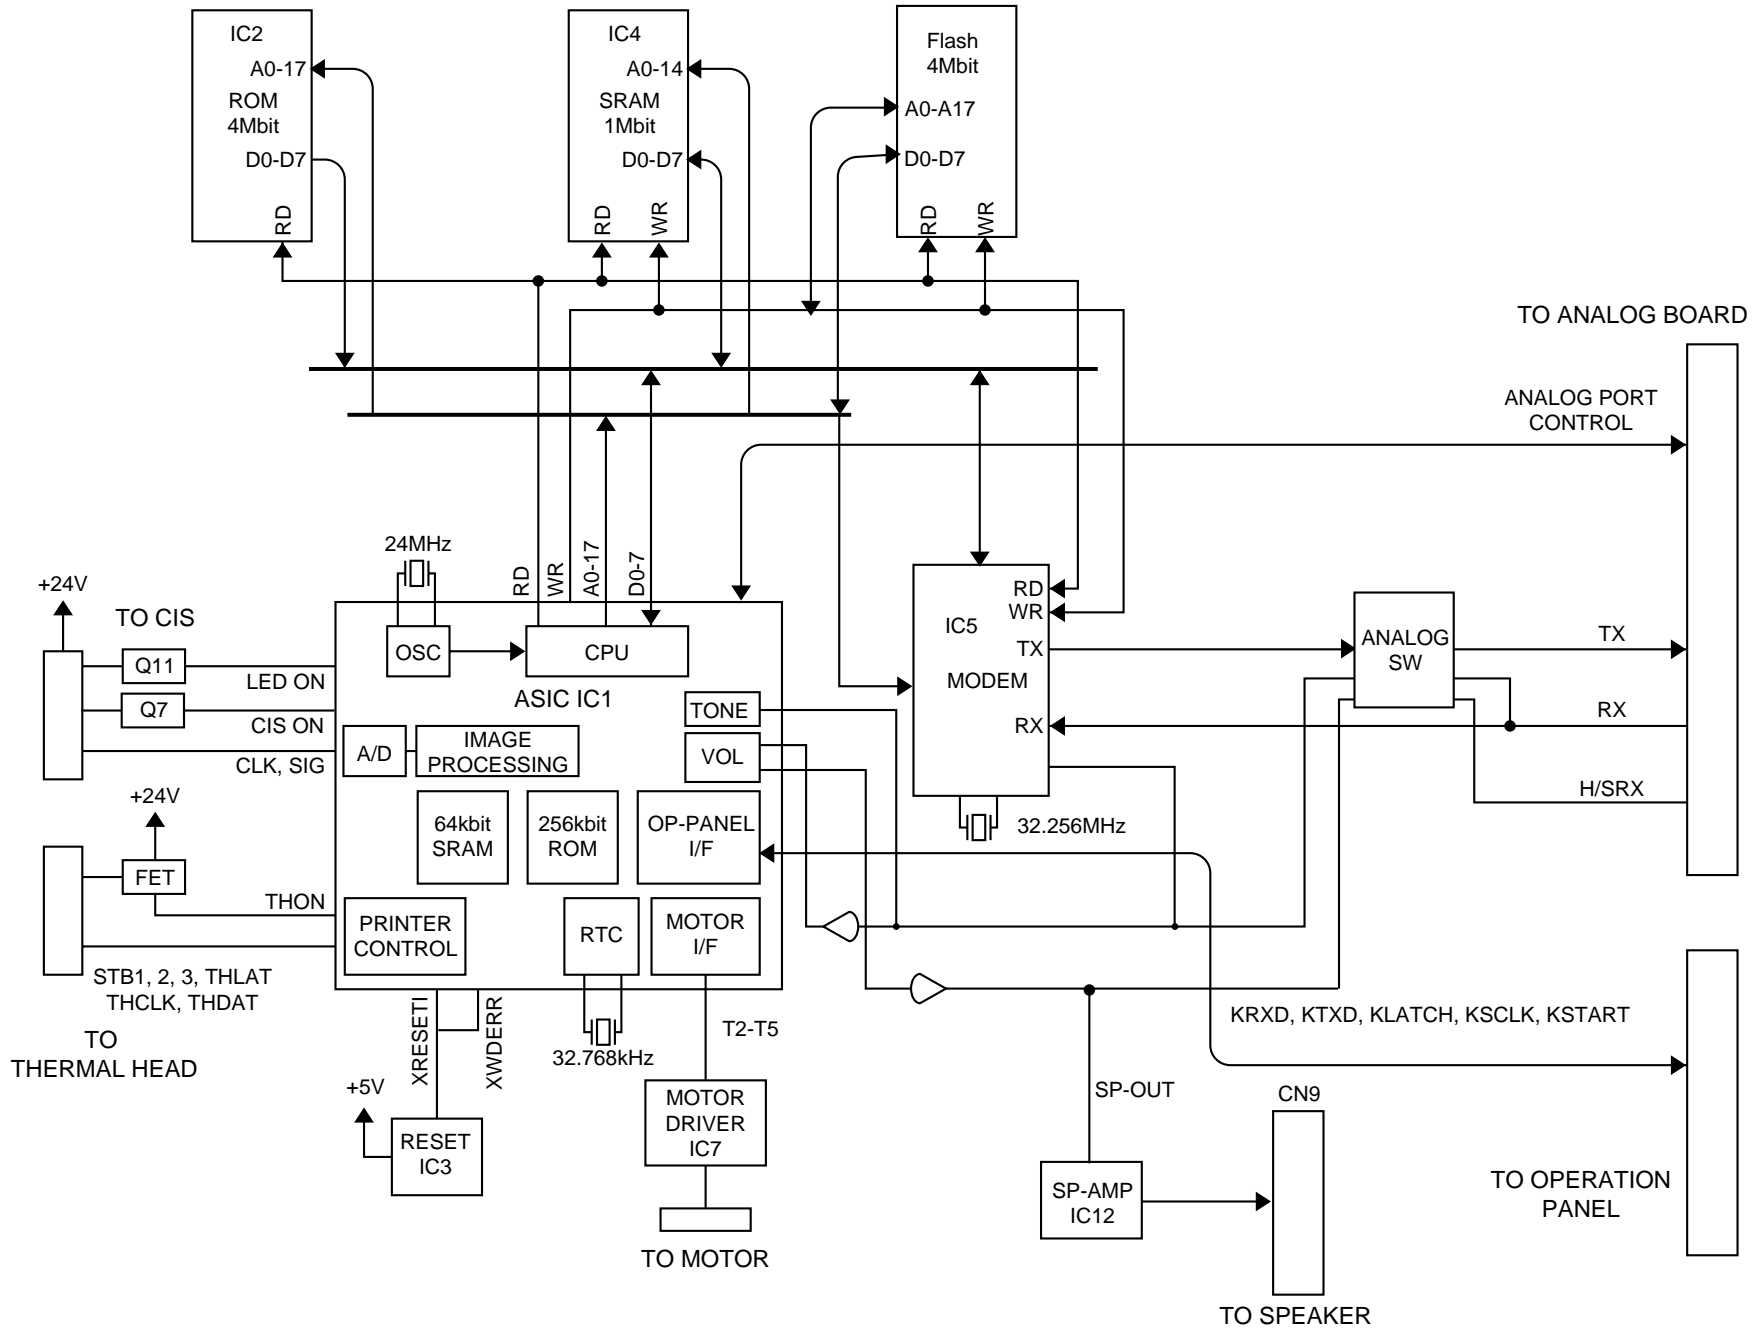 IC2
A0-17
ROM
4Mbit
D0-D7
RD
IC4
A0-14
SRAM
1Mbit
D0-D7
RD
WR
Flash
4Mbit
A0-A17
D0-D7
RD
WR
TO ANALOG BOARD
ANALOG PORT
CONTROL
24MHz
RD
WR
A0-17
D0-7
+24V
TO CIS
Q11
LED ON
Q7
CIS ON
CLK, SIG
OSC
CPU
ASIC IC1
TONE
VOL
A/D
IMAGE
PROCESSING
64kbit
SRAM
256kbit
ROM
OP-PANEL
I/F
PRINTER
CONTROL
RTC
MOTOR
I/F
RD
WR
IC5
TX
MODEM
RX
32.256MHz
ANALOG
SW
TX
RX
H/SRX
+24V
FET
THON
STB1, 2, 3, THLAT
THCLK, THDAT
TO
THERMAL HEAD
XRESETI
XWDERR
32.768kHz
T2-T5
+5V
RESET
IC3
MOTOR
DRIVER
IC7
TO MOTOR
KRXD, KTXD, KLATCH, KSCLK, KSTART
SP-OUT
CN9
SP-AMP
IC12
TO SPEAKER
TO OPERATION
PANEL